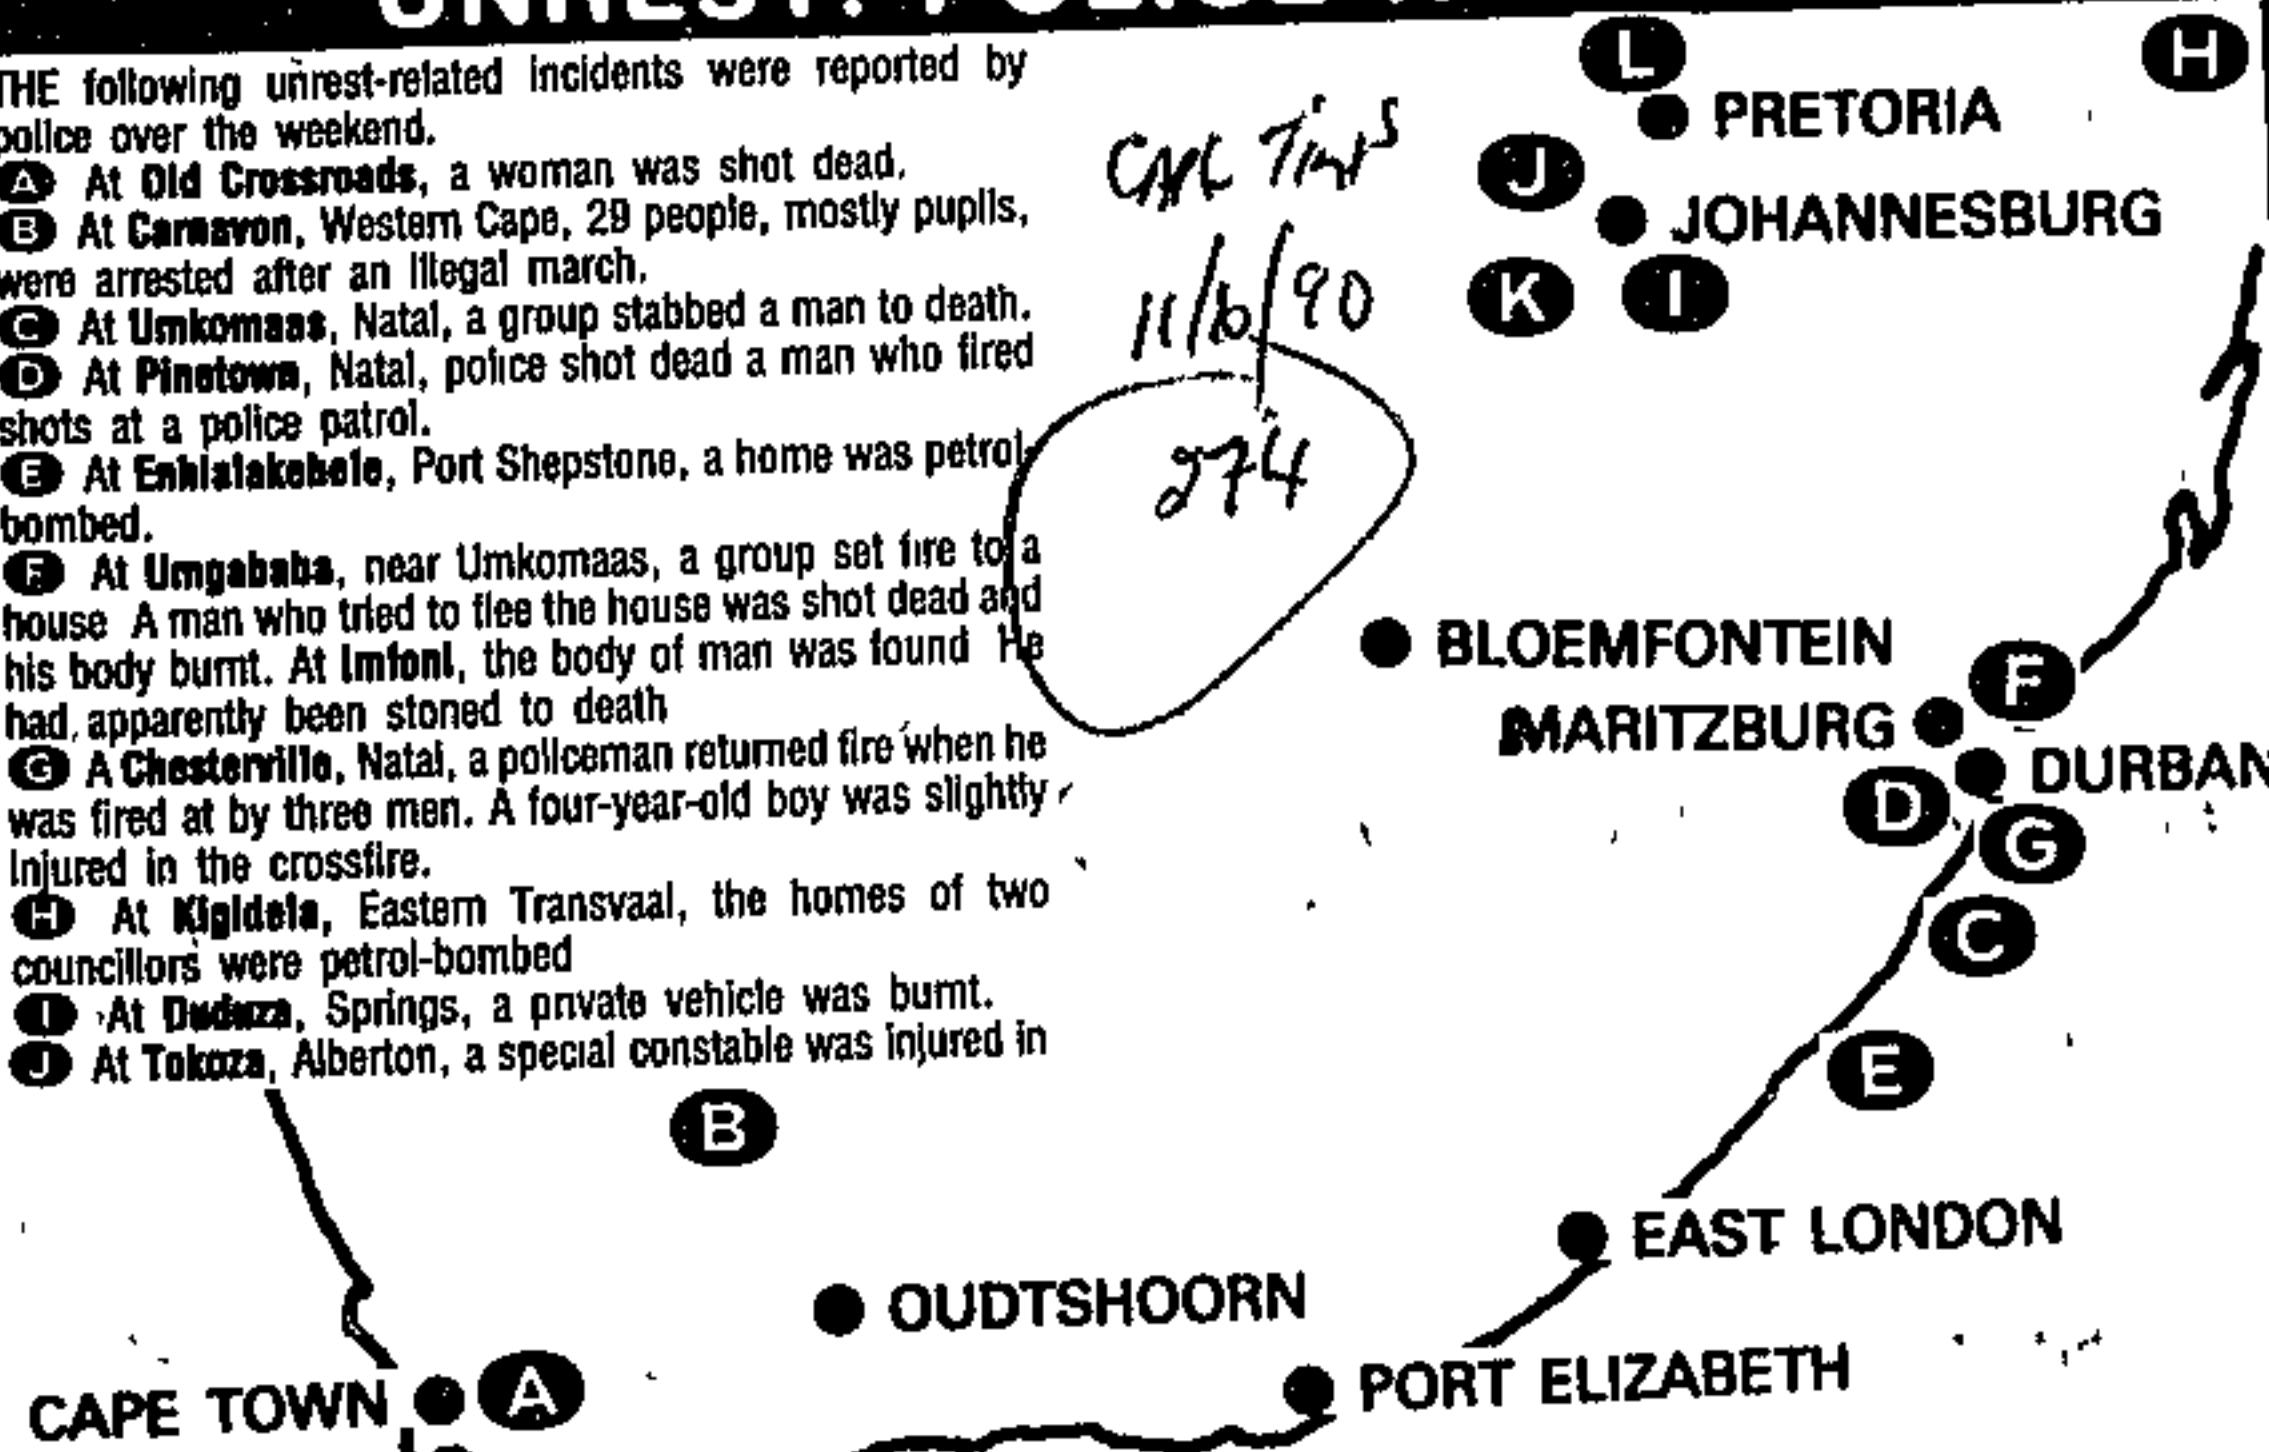 UNREST: POLICE
THE following unrest-related incidents were reported by
police over the weekend.
A At Old Crossroads, a woman was shot dead.
B At Carnavon, Western Cape, 29 people, mostly pupils,
were arrested after an illegal march.
C At Umkomaas, Natal, a group stabbed a man to death.
D At Pinetown, Natal, police shot dead a man who fired
shots at a police patrol.
E At Enhlalakahle, Port Shepstone, a home was petrol-
bombed.
F At Umgababa, near Umkomaas, a group set fire to a
house A man who tried to flee the house was shot dead and
his body burnt. At Imfoni, the body of man was found He
had apparently been stoned to death
G A Chesterville, Natal, a policeman returned fire when he
was fired at by three men. A four-year-old boy was slightly
injured in the crossfire.
H At Kigidela, Eastern Transvaal, the homes of two
councillors were petrol-bombed
I At Duduza, Springs, a private vehicle was burnt.
J At Tokoza, Alberton, a special constable was injured in
Times
11/6/90
274
L
H
PRETORIA
J
JOHANNESBURG
K I
BLOEMFONTEIN
F
MARITZBURG
DURBAN
D
G
C
E
B
EAST LONDON
OUDTSHOORN
PORT ELIZABETH
CAPE TOWN A